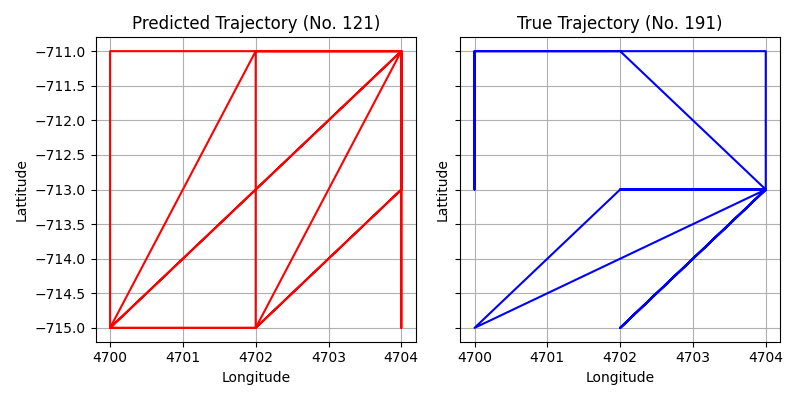 Predicted Trajectory (No. 121)
True Trajectory (No. 191)
−711.0
−711.5
−712.0
−712.5
−713.0
−713.5
−714.0
−714.5
−715.0
Lattitude
Lattitude
4700 4701 4702 4703 4704
4700 4701 4702 4703 4704
Longitude
Longitude